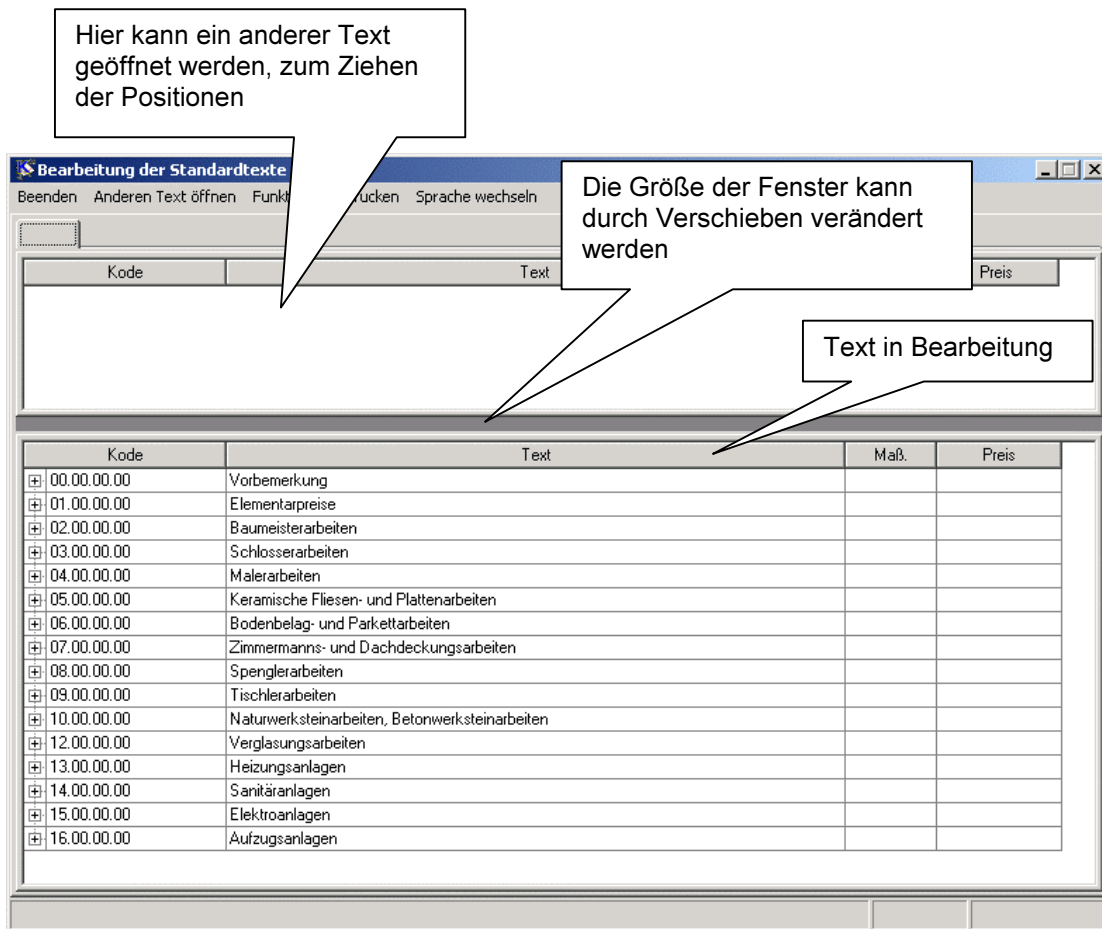 Hier kann ein anderer Text
geöffnet werden, zum Ziehen
der Positionen
Bearbeitung der Standardtexte
Beenden Anderen Text öffnen Sprache wechseln
Die Größe der Fenster kann
durch Verschieben verändert
werden
Kode Text Preis
Text in Bearbeitung
Kode Text Maß. Preis
00.00.00.00 Vorbemerkung
01.00.00.00 Elementarpreise
02.00.00.00 Baumeisterarbeiten
03.00.00.00 Schlosserarbeiten
04.00.00.00 Malerarbeiten
05.00.00.00 Keramische Fliesen- und Plattenarbeiten
06.00.00.00 Bodenbelag- und Parkettarbeiten
07.00.00.00 Zimmermanns- und Dachdeckungsarbeiten
08.00.00.00 Spenglerarbeiten
09.00.00.00 Tischlerarbeiten
10.00.00.00 Naturwerksteinarbeiten, Betonwerksteinarbeiten
12.00.00.00 Verglasungsarbeiten
13.00.00.00 Heizungsanlagen
14.00.00.00 Sanitäranlagen
15.00.00.00 Elektroanlagen
16.00.00.00 Aufzugsanlagen